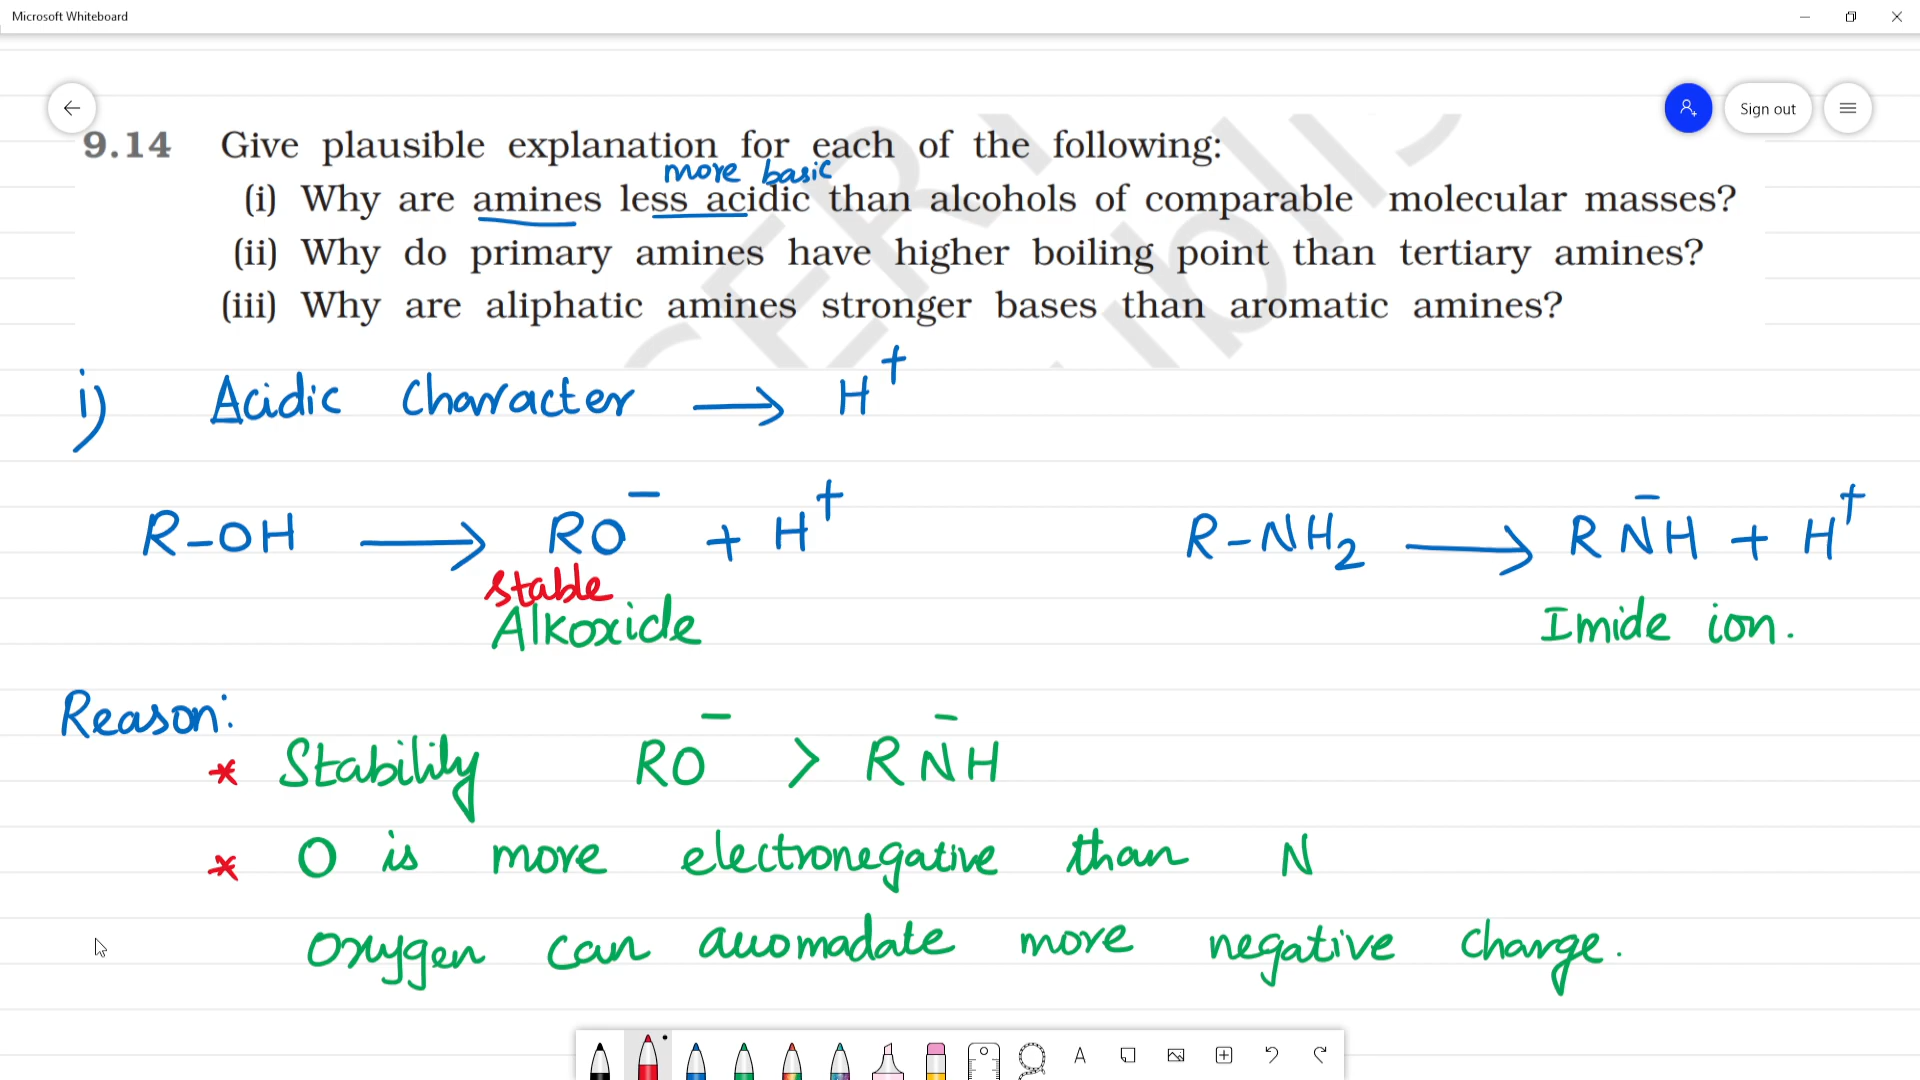 Microsoft Whiteboard
Sign out
9.14 Give plausible explanation for each of the following:
more basic
(i) Why are amines less acidic than alcohols of comparable molecular masses?
(ii) Why do primary amines have higher boiling point than tertiary amines?
(iii) Why are aliphatic amines stronger bases than aromatic amines?
i) Acidic Character → H⁺
R-OH → RO⁻ + H⁺ R-NH₂ → RN̄H + H⁺
stable
Alkoxide Imide ion.
Reason:
* Stability RO⁻ > RN̄H
* O is more electronegative than N
Oxygen can auomadate more negative charge.